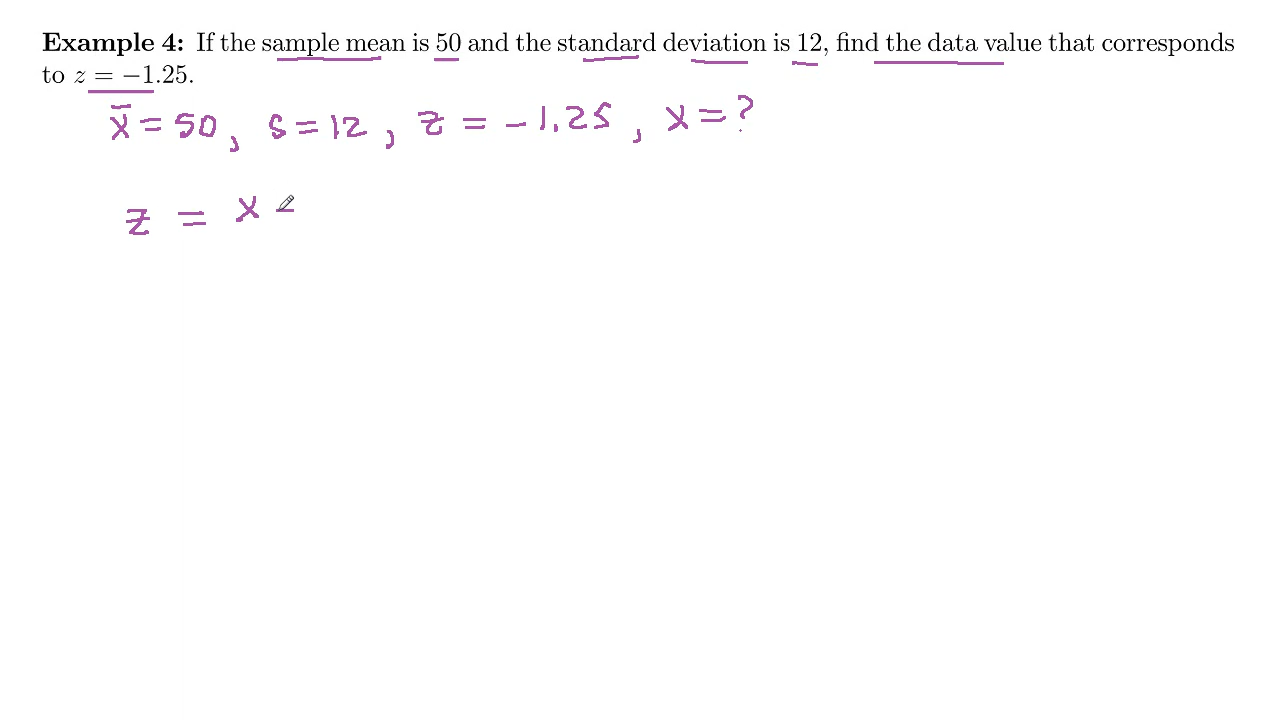 Example 4: If the sample mean is 50 and the standard deviation is 12, find the data value that corresponds
to z = −1.25.
x̄ = 50, s = 12, z = −1.25, x = ?
z = x −